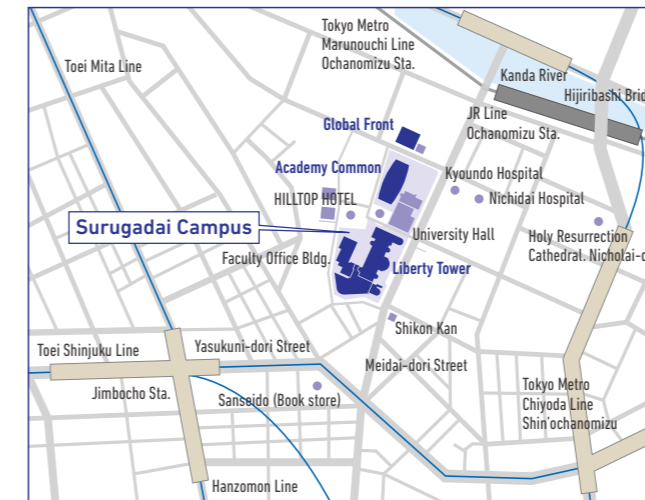 Tokyo Metro
Marunouchi Line
Ochanomizu Sta.
Toei Mita Line
Kanda River
Hijiribashi Brid
JR Line
Ochanomizu Sta.
Global Front
Academy Common
Kyoundo Hospital
HILLTOP HOTEL
Nichidai Hospital
Surugadai Campus
University Hall
Holy Resurrection
Cathedral. Nicholai-d
Faculty Office Bldg.
Liberty Tower
Shikon Kan
Toei Shinjuku Line
Yasukuni-dori Street
Meidai-dori Street
Jimbocho Sta.
Sanseido (Book store)
Tokyo Metro
Chiyoda Line
Shin'ochanomizu
Hanzomon Line